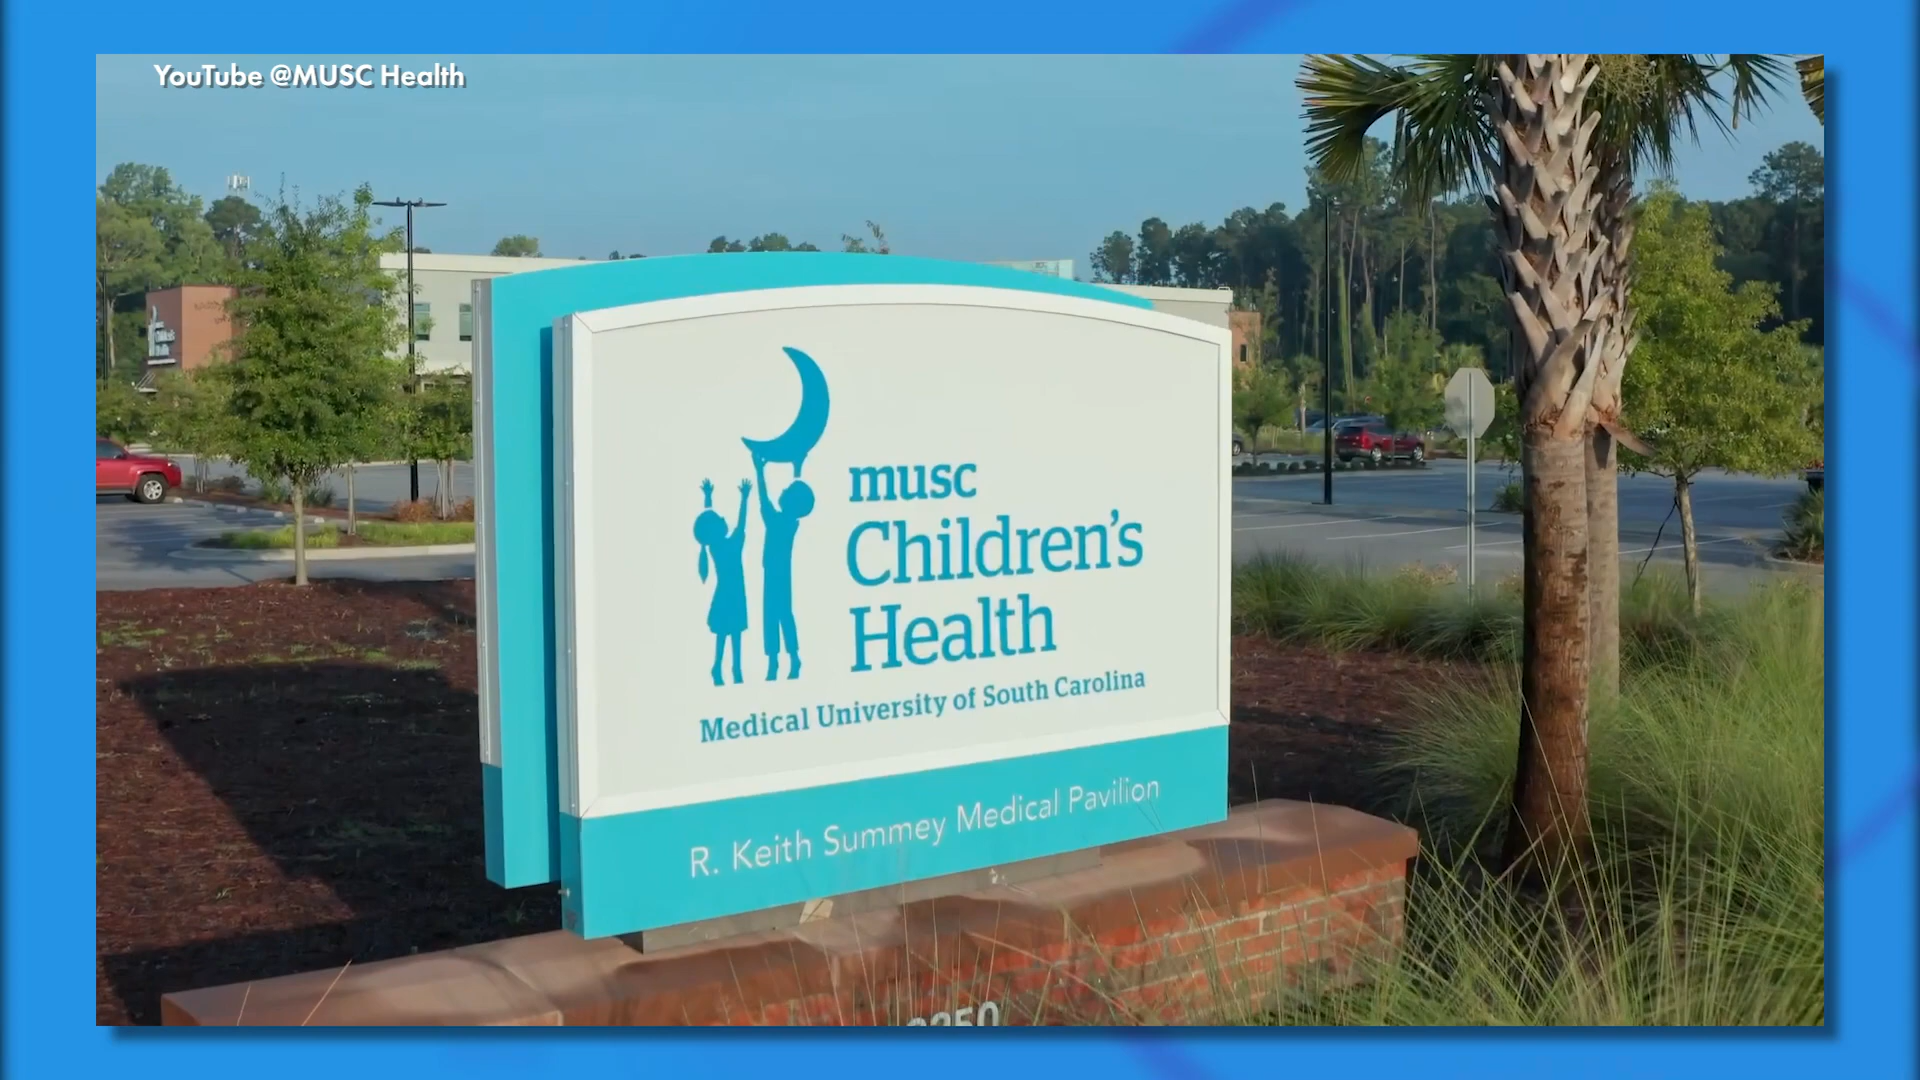 YouTube @MUSC Health
musc
Children's
Health
Medical University of South Carolina
R. Keith Summey Medical Pavilion